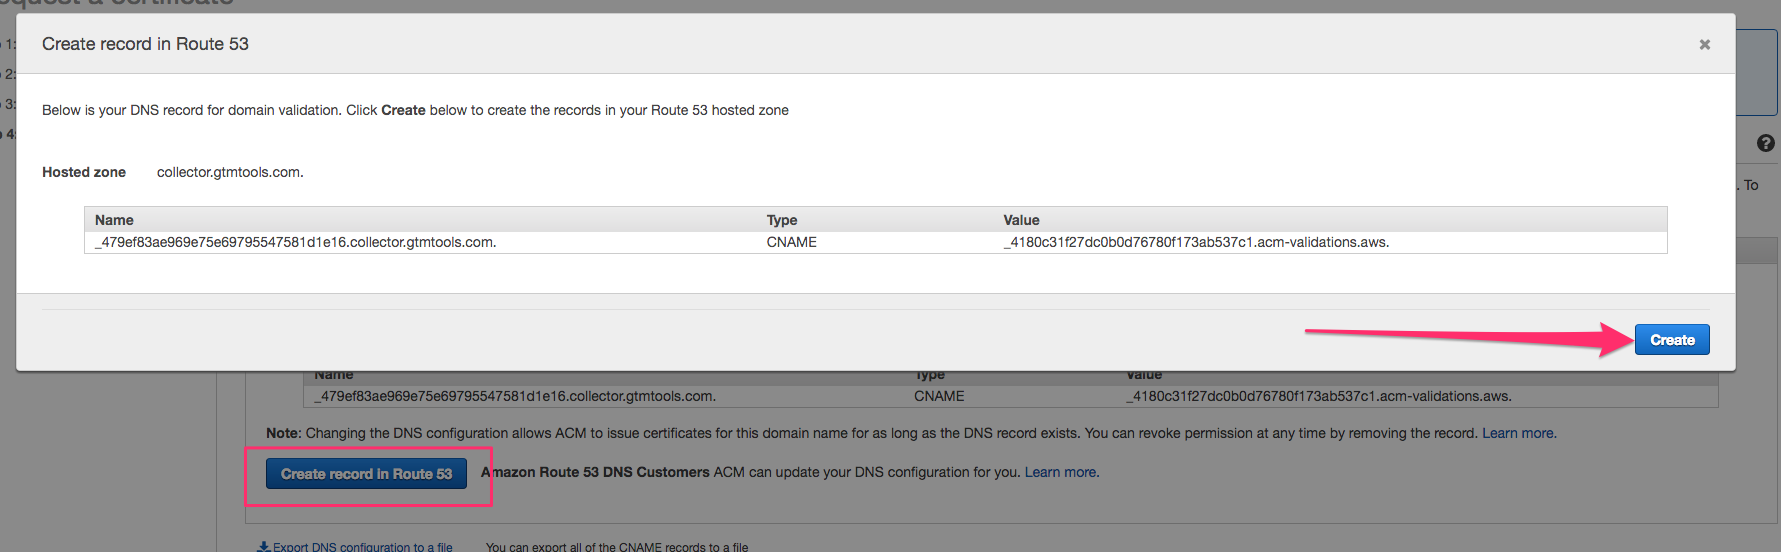 Request a certificate
Create record in Route 53
Below is your DNS record for domain validation. Click Create below to create the records in your Route 53 hosted zone
1:
2:
3:
4:
. To
Hosted zone collector.gtmtools.com.
Name Type Value
_479ef83ae969e75e69795547581d1e16.collector.gtmtools.com. CNAME _4180c31f27dc0b0d76780f173ab537c1.acm-validations.aws.
Create
Name Type Value
_479ef83ae969e75e69795547581d1e16.collector.gtmtools.com. CNAME _4180c31f27dc0b0d76780f173ab537c1.acm-validations.aws.
Note: Changing the DNS configuration allows ACM to issue certificates for this domain name for as long as the DNS record exists. You can revoke permission at any time by removing the record. Learn more.
Create record in Route 53 Amazon Route 53 DNS Customers ACM can update your DNS configuration for you. Learn more.
Export DNS configuration to a file You can export all of the CNAME records to a file